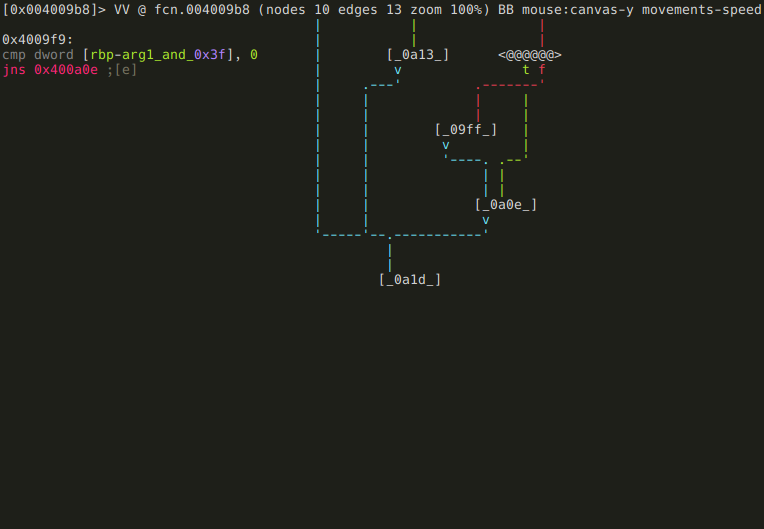 [0x004009b8]> VV @ fcn.004009b8 (nodes 10 edges 13 zoom 100%) BB mouse:canvas-y movements-speed
0x4009f9:
cmp dword [rbp-arg1_and_0x3f], 0
jns 0x400a0e ;[e]
[_0a13_]
<@@@@@@>
v
t f
[_09ff_]
v
[_0a0e_]
v
[_0a1d_]